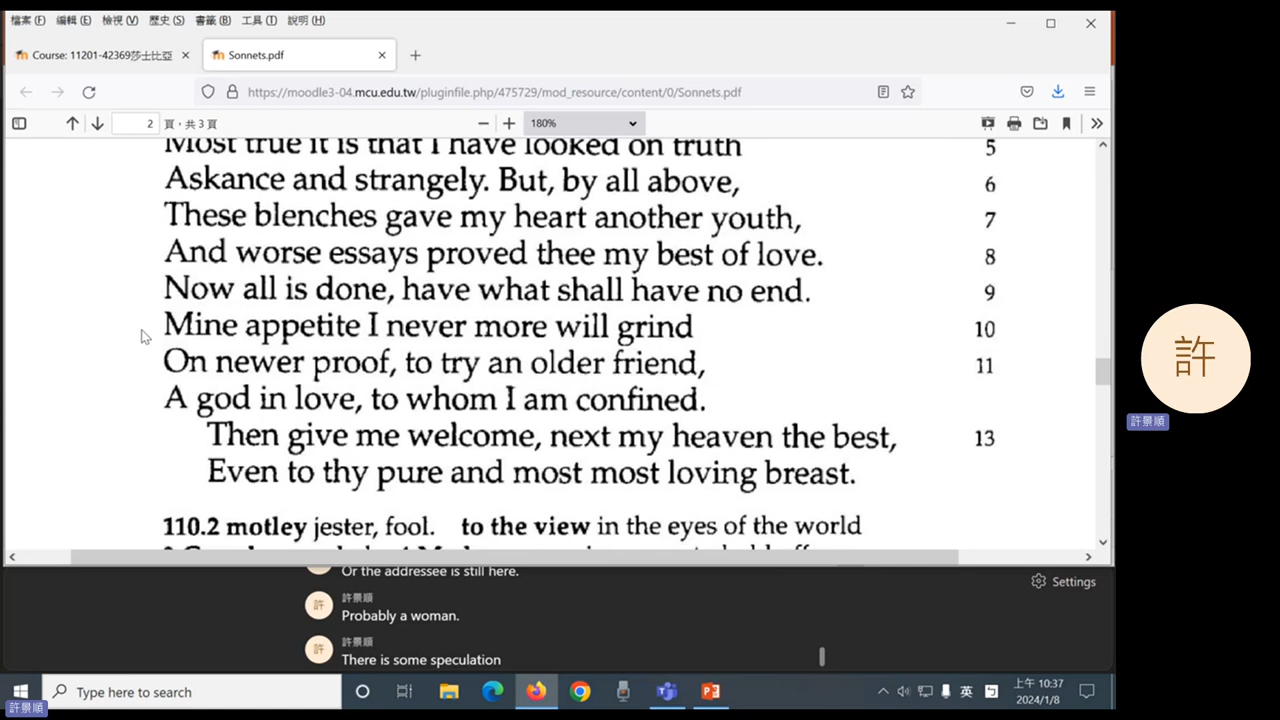 檔案(F) 編輯(E) 檢視(V) 歷史(S) 書籤(B) 工具(T) 說明(H)
Course: 11201-42369莎士比亞
Sonnets.pdf
https://moodle3-04.mcu.edu.tw/pluginfile.php/475729/mod_resource/content/0/Sonnets.pdf
2 頁，共 3 頁
180%
Most true it is that I have looked on truth 5
Askance and strangely. But, by all above, 6
These blenches gave my heart another youth, 7
And worse essays proved thee my best of love. 8
Now all is done, have what shall have no end. 9
Mine appetite I never more will grind 10
On newer proof, to try an older friend, 11
A god in love, to whom I am confined.
Then give me welcome, next my heaven the best, 13
Even to thy pure and most most loving breast.
110.2 motley jester, fool. to the view in the eyes of the world
Or the addressee is still here.
Settings
許景順
許
Probably a woman.
許景順
許
There is some speculation
Type here to search
英
上午 10:37
2024/1/8
許景順
許
許景順